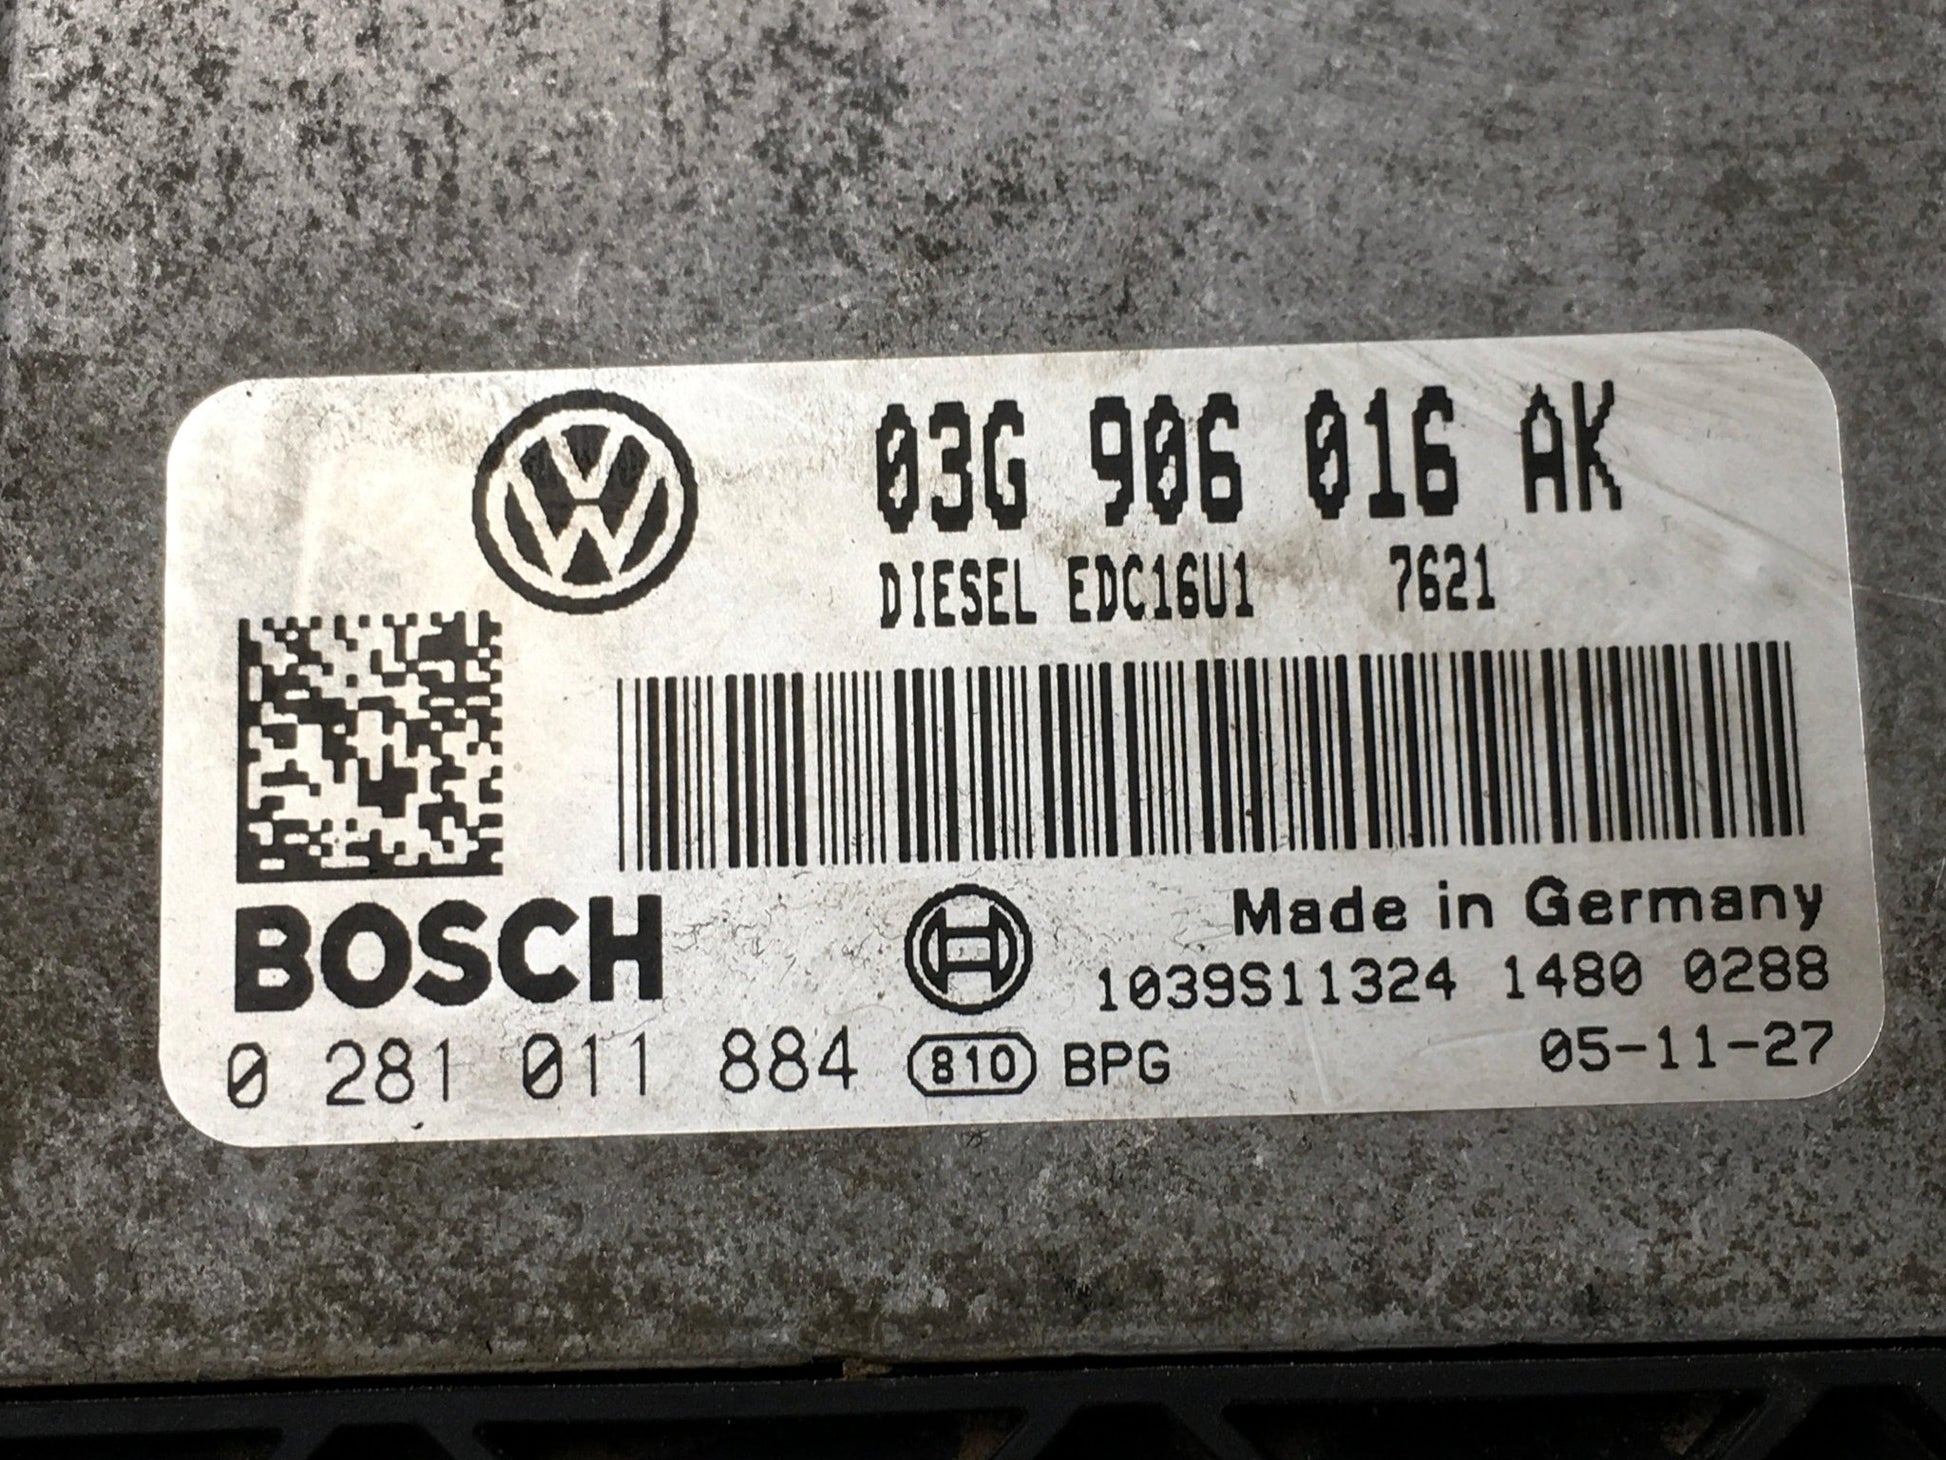 03G 906 016 AK
DIESEL EDC16U1 7621
BOSCH
Made in Germany
1039S11324 1480 0288
0 281 011 884 810 BPG 05-11-27